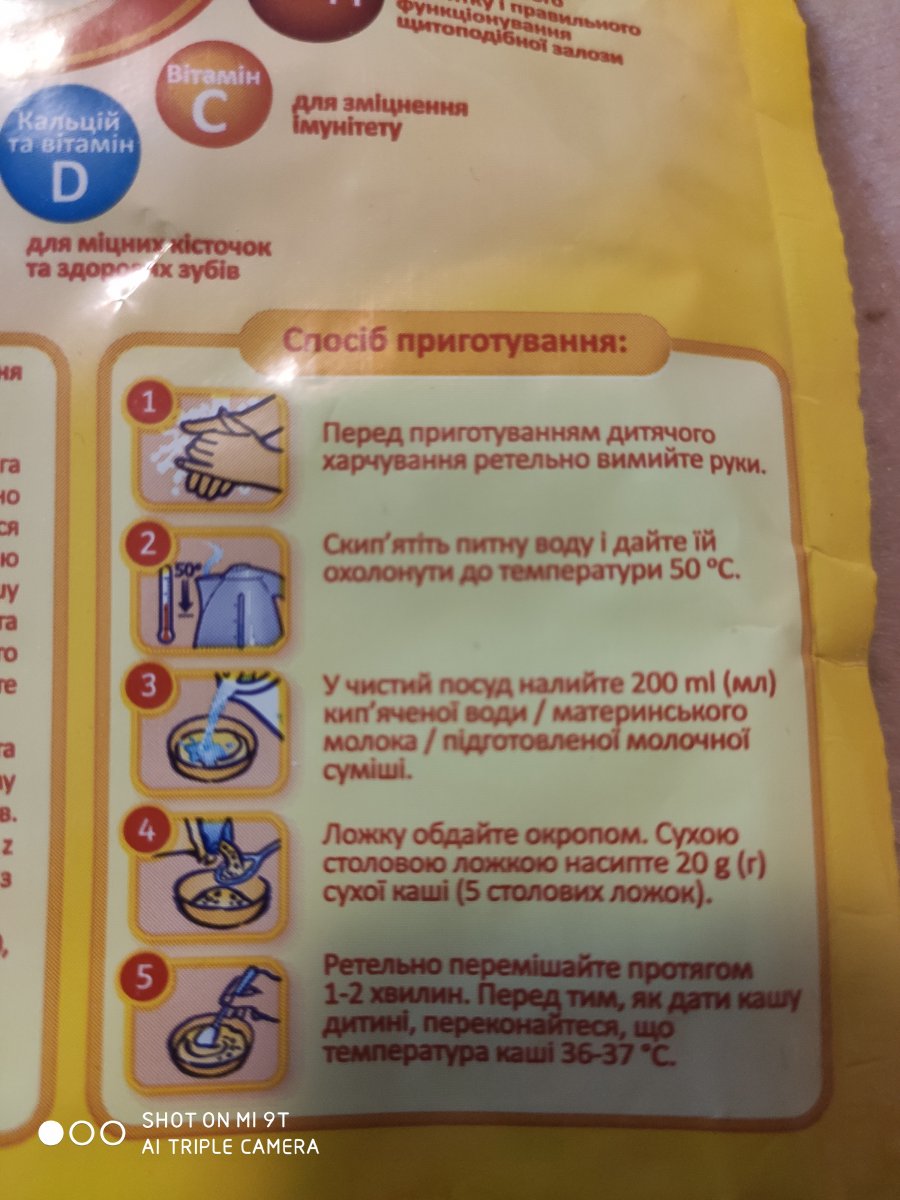 функціонування
щитоподібної залози
Вітамін
C
для зміцнення
імунітету
Кальцій
та вітамін
D
для міцних кісточок
та здорових зубів
Спосіб приготування:
1
Перед приготуванням дитячого
харчування ретельно вимийте руки.
2
50°
Скип’ятіть питну воду і дайте їй
охолонути до температури 50 °С.
3
У чистий посуд налийте 200 ml (мл)
кип’яченої води / материнського
молока / підготовленої молочної
суміші.
4
Ложку обдайте окропом. Сухою
столовою ложкою насипте 20 g (г)
сухої каші (5 столових ложок).
5
Ретельно перемішайте протягом
1-2 хвилин. Перед тим, як дати кашу
дитині, переконайтеся, що
температура каші 36-37 °С.
SHOT ON MI 9T
AI TRIPLE CAMERA